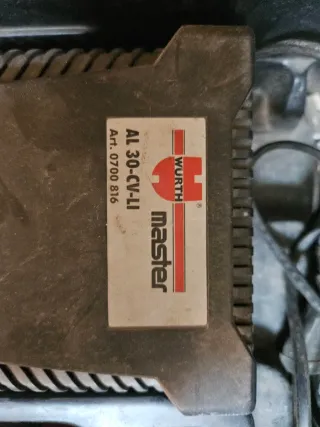 WÜRTH
®
master
AL 30-CV-LI
Art. 0700 816